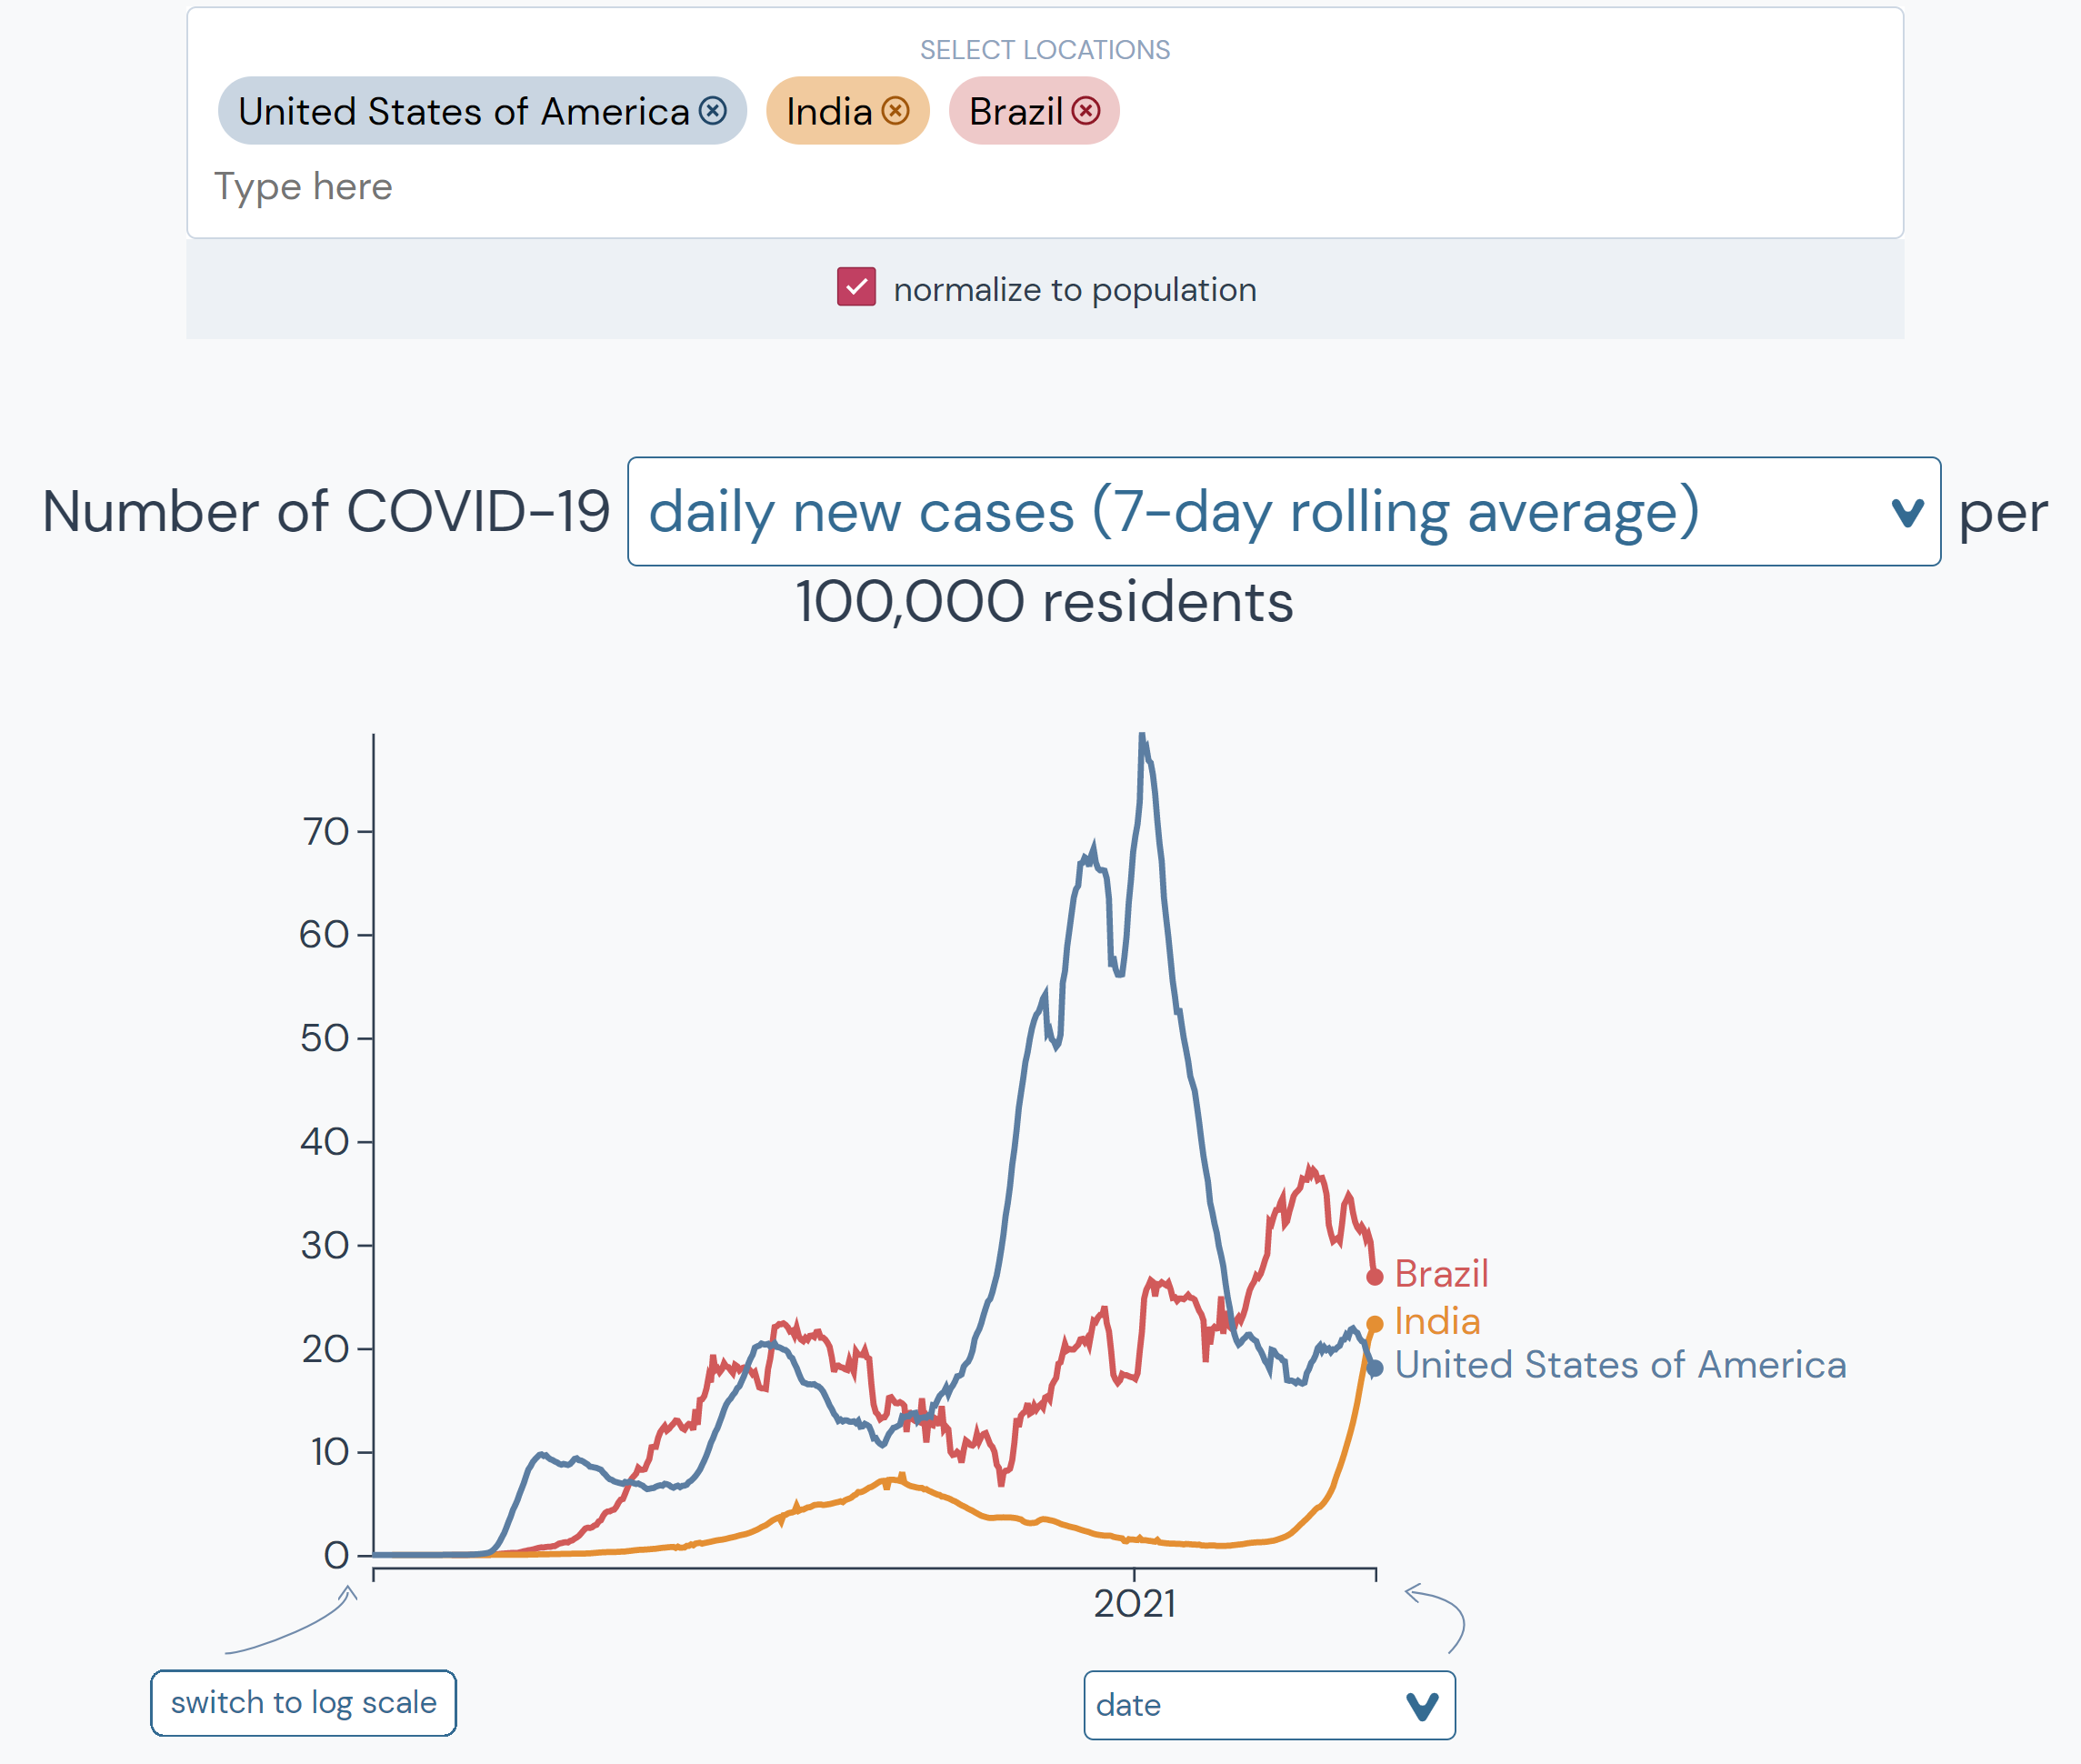 SELECT LOCATIONS
United States of America India Brazil
Type here
normalize to population
Number of COVID-19 daily new cases (7-day rolling average) per
100,000 residents
70
60
50
40
30
20
10
0
Brazil
India
United States of America
2021
switch to log scale
date